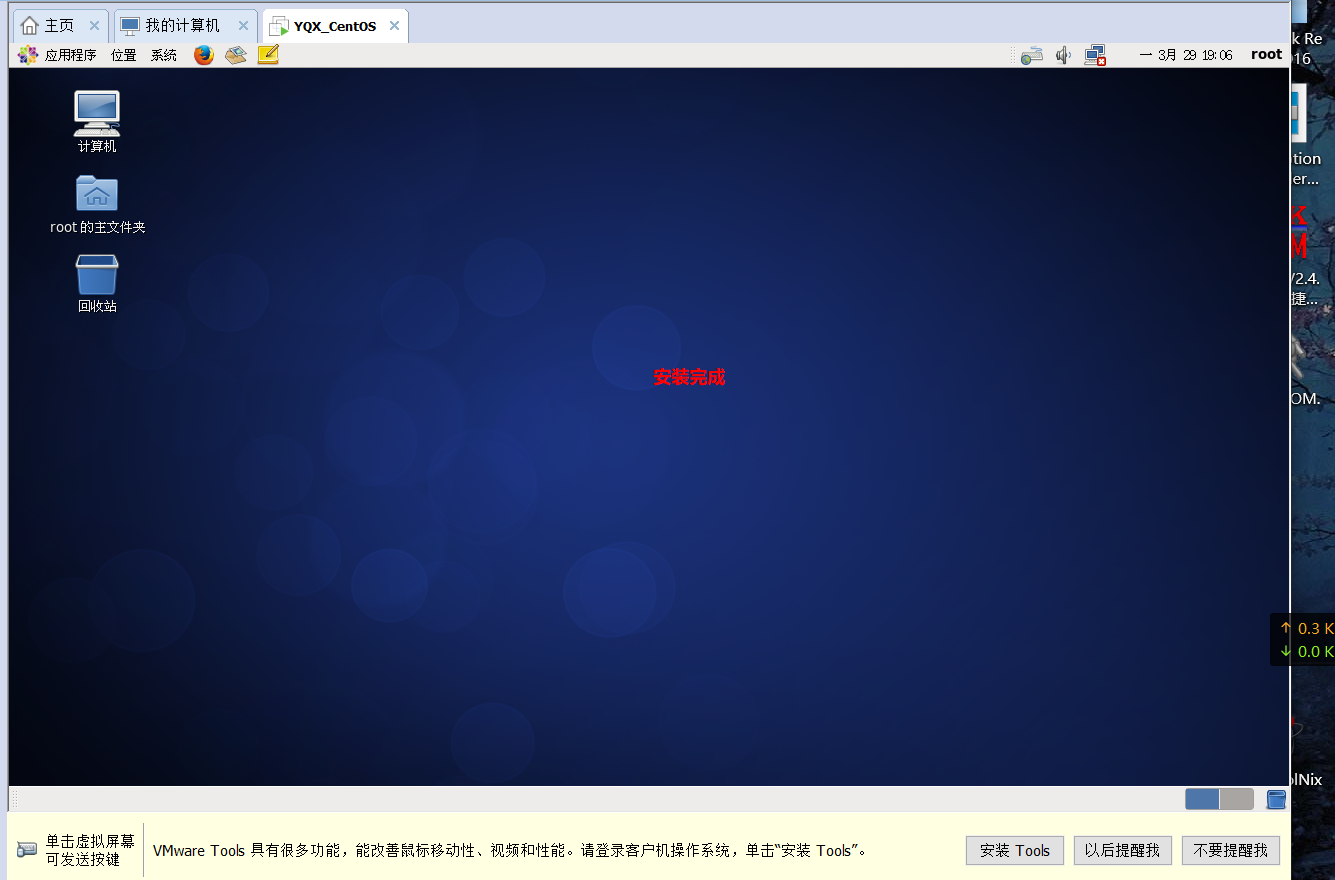 主页
我的计算机
YQX_CentOS
应用程序 位置 系统
一 3月 29 19:06 root
计算机
root 的主文件夹
回收站
安装完成
k Re
016
tion
er...
K
M
V2.4.
捷...
OM.
↑ 0.3 K
↓ 0.0 K
olNix
单击虚拟屏幕
可发送按键
VMware Tools 具有很多功能，能改善鼠标移动性、视频和性能。请登录客户机操作系统，单击“安装 Tools”。
安装 Tools
以后提醒我
不要提醒我